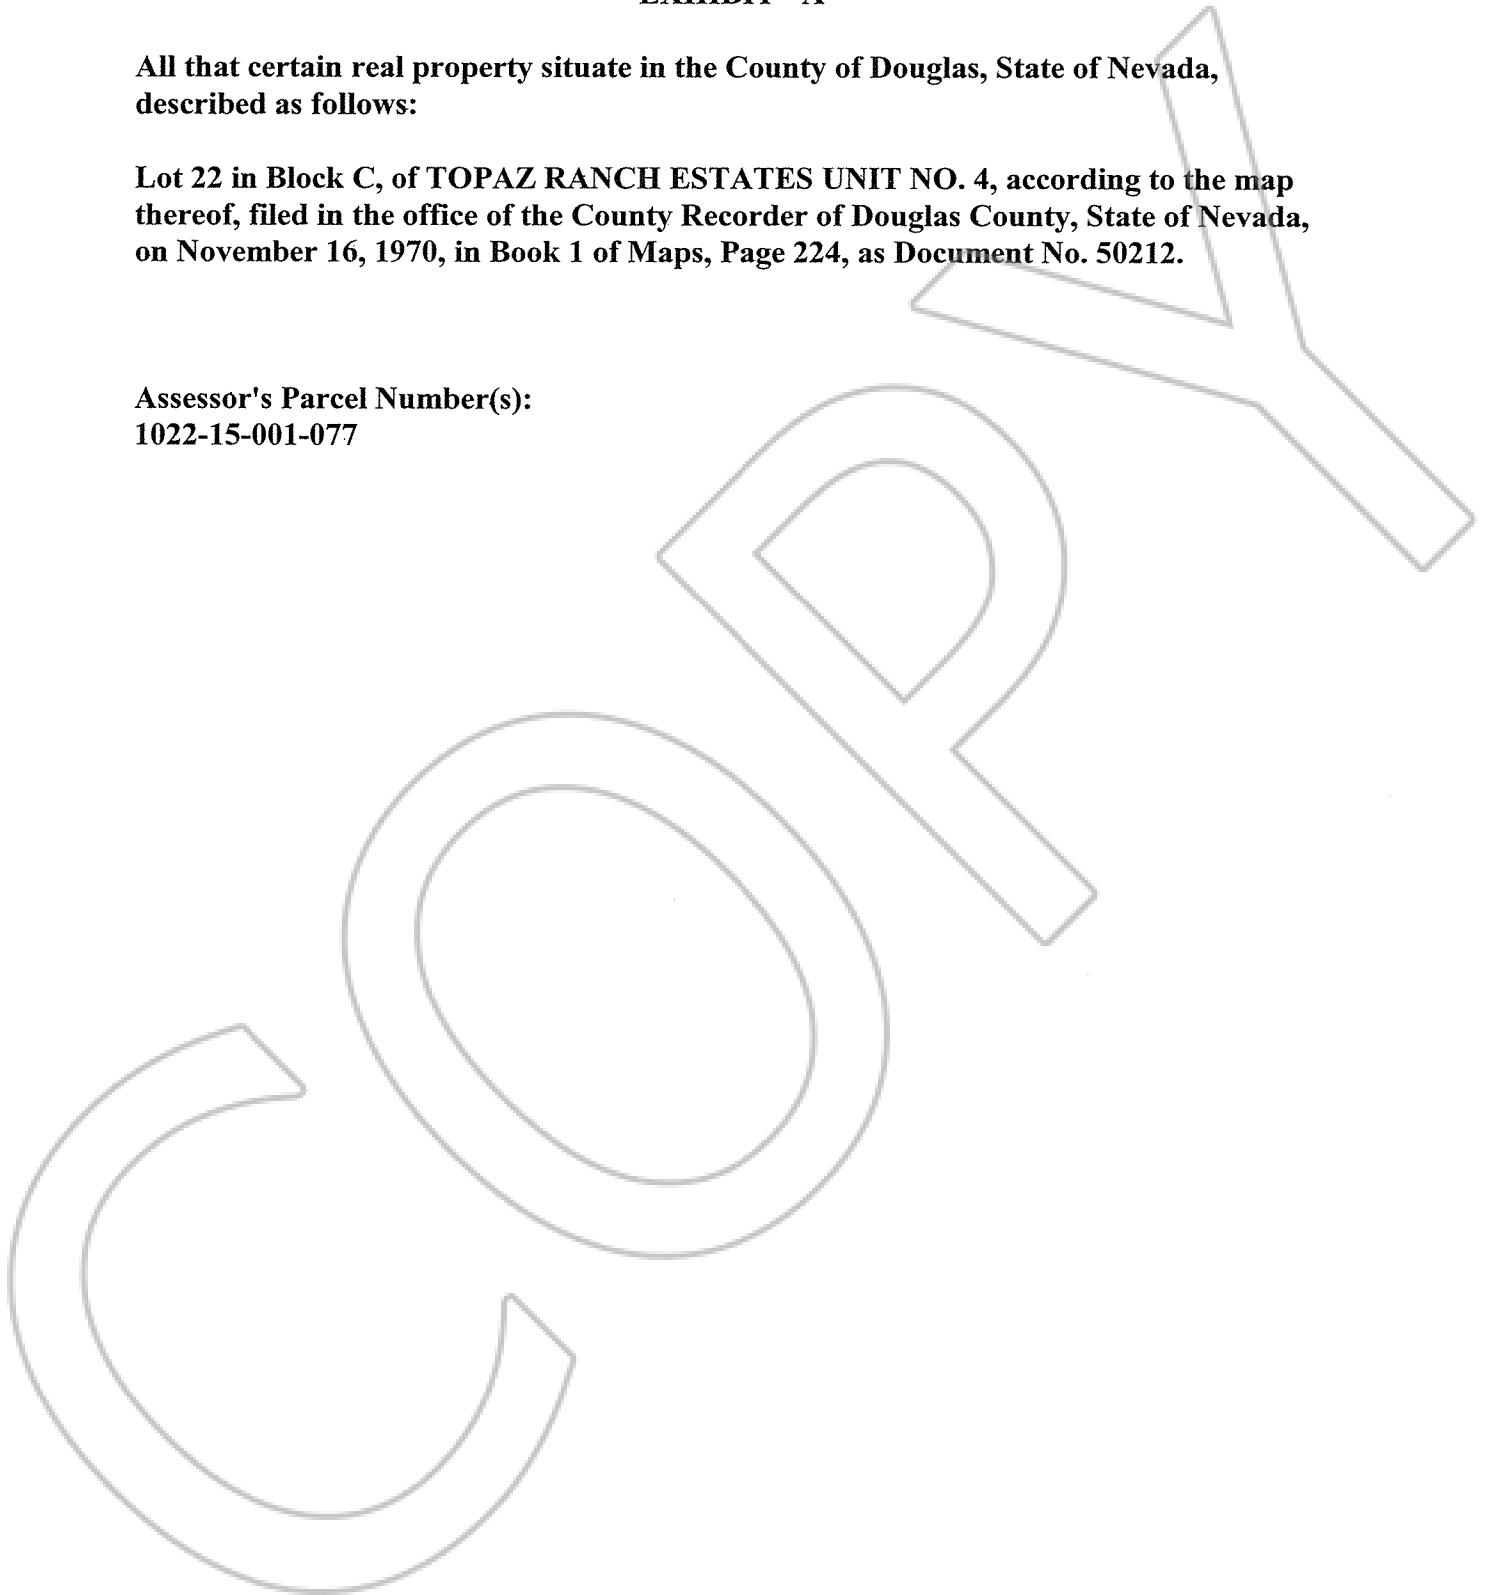 All that certain real property situate in the County of Douglas, State of Nevada,
described as follows:
Lot 22 in Block C, of TOPAZ RANCH ESTATES UNIT NO. 4, according to the map
thereof, filed in the office of the County Recorder of Douglas County, State of Nevada,
on November 16, 1970, in Book 1 of Maps, Page 224, as Document No. 50212.
Assessor's Parcel Number(s):
1022-15-001-077
COPY